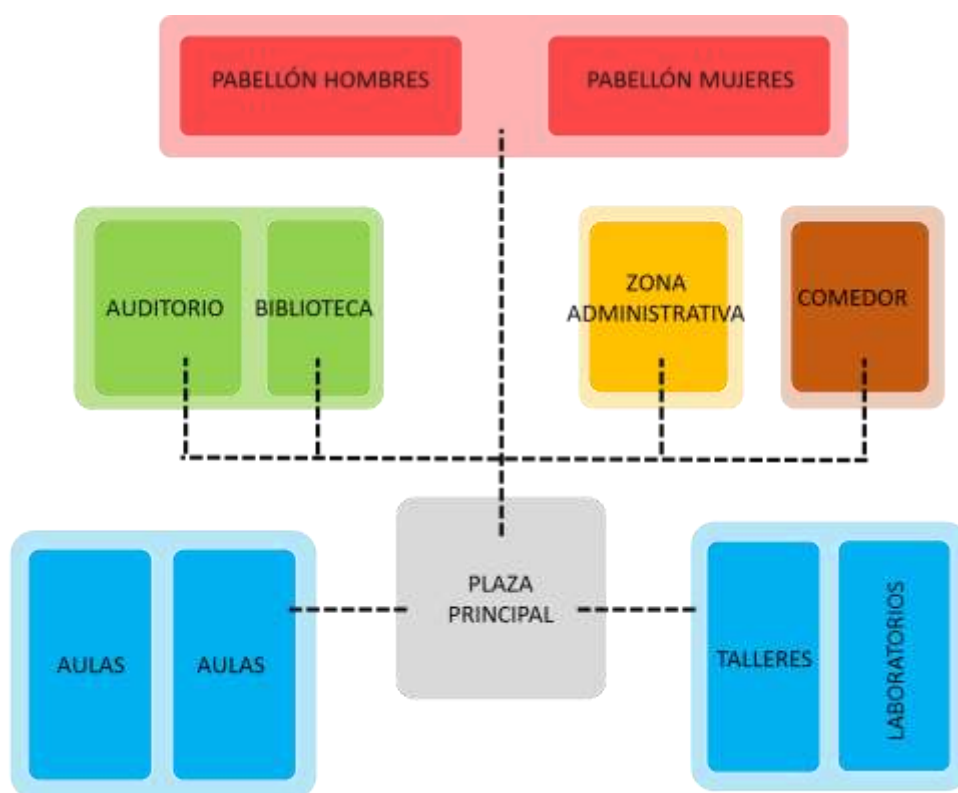 PABELLÓN HOMBRES
PABELLÓN MUJERES
AUDITORIO
BIBLIOTECA
ZONA
ADMINISTRATIVA
COMEDOR
PLAZA
PRINCIPAL
AULAS
AULAS
TALLERES
LABORATORIOS